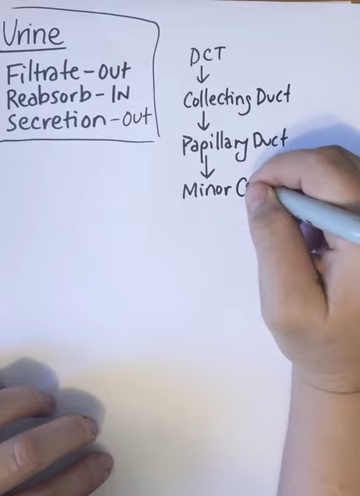 Urine
Filtrate-out
Reabsorb-IN
Secretion-out
DCT
↓
Collecting Duct
↓
Papillary Duct
↓
Minor C